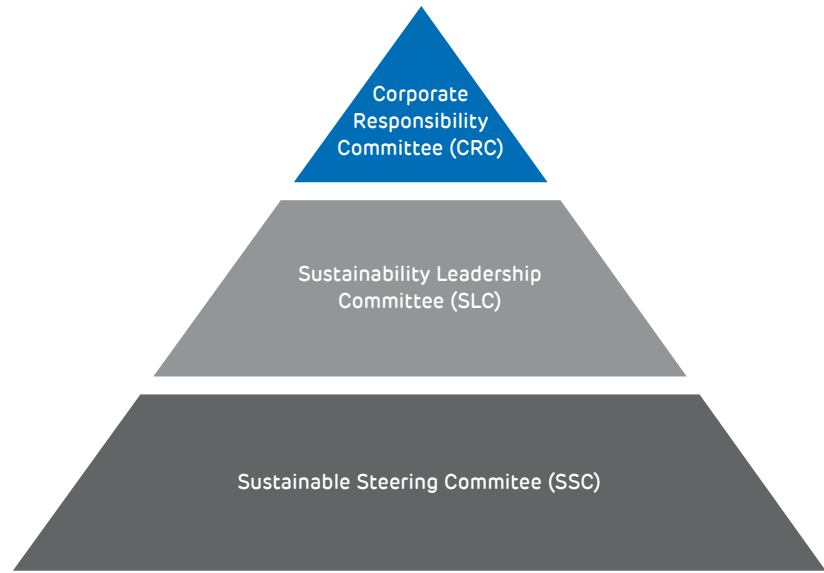 Corporate
Responsibility
Committee (CRC)
Sustainability Leadership
Committee (SLC)
Sustainable Steering Commitee (SSC)